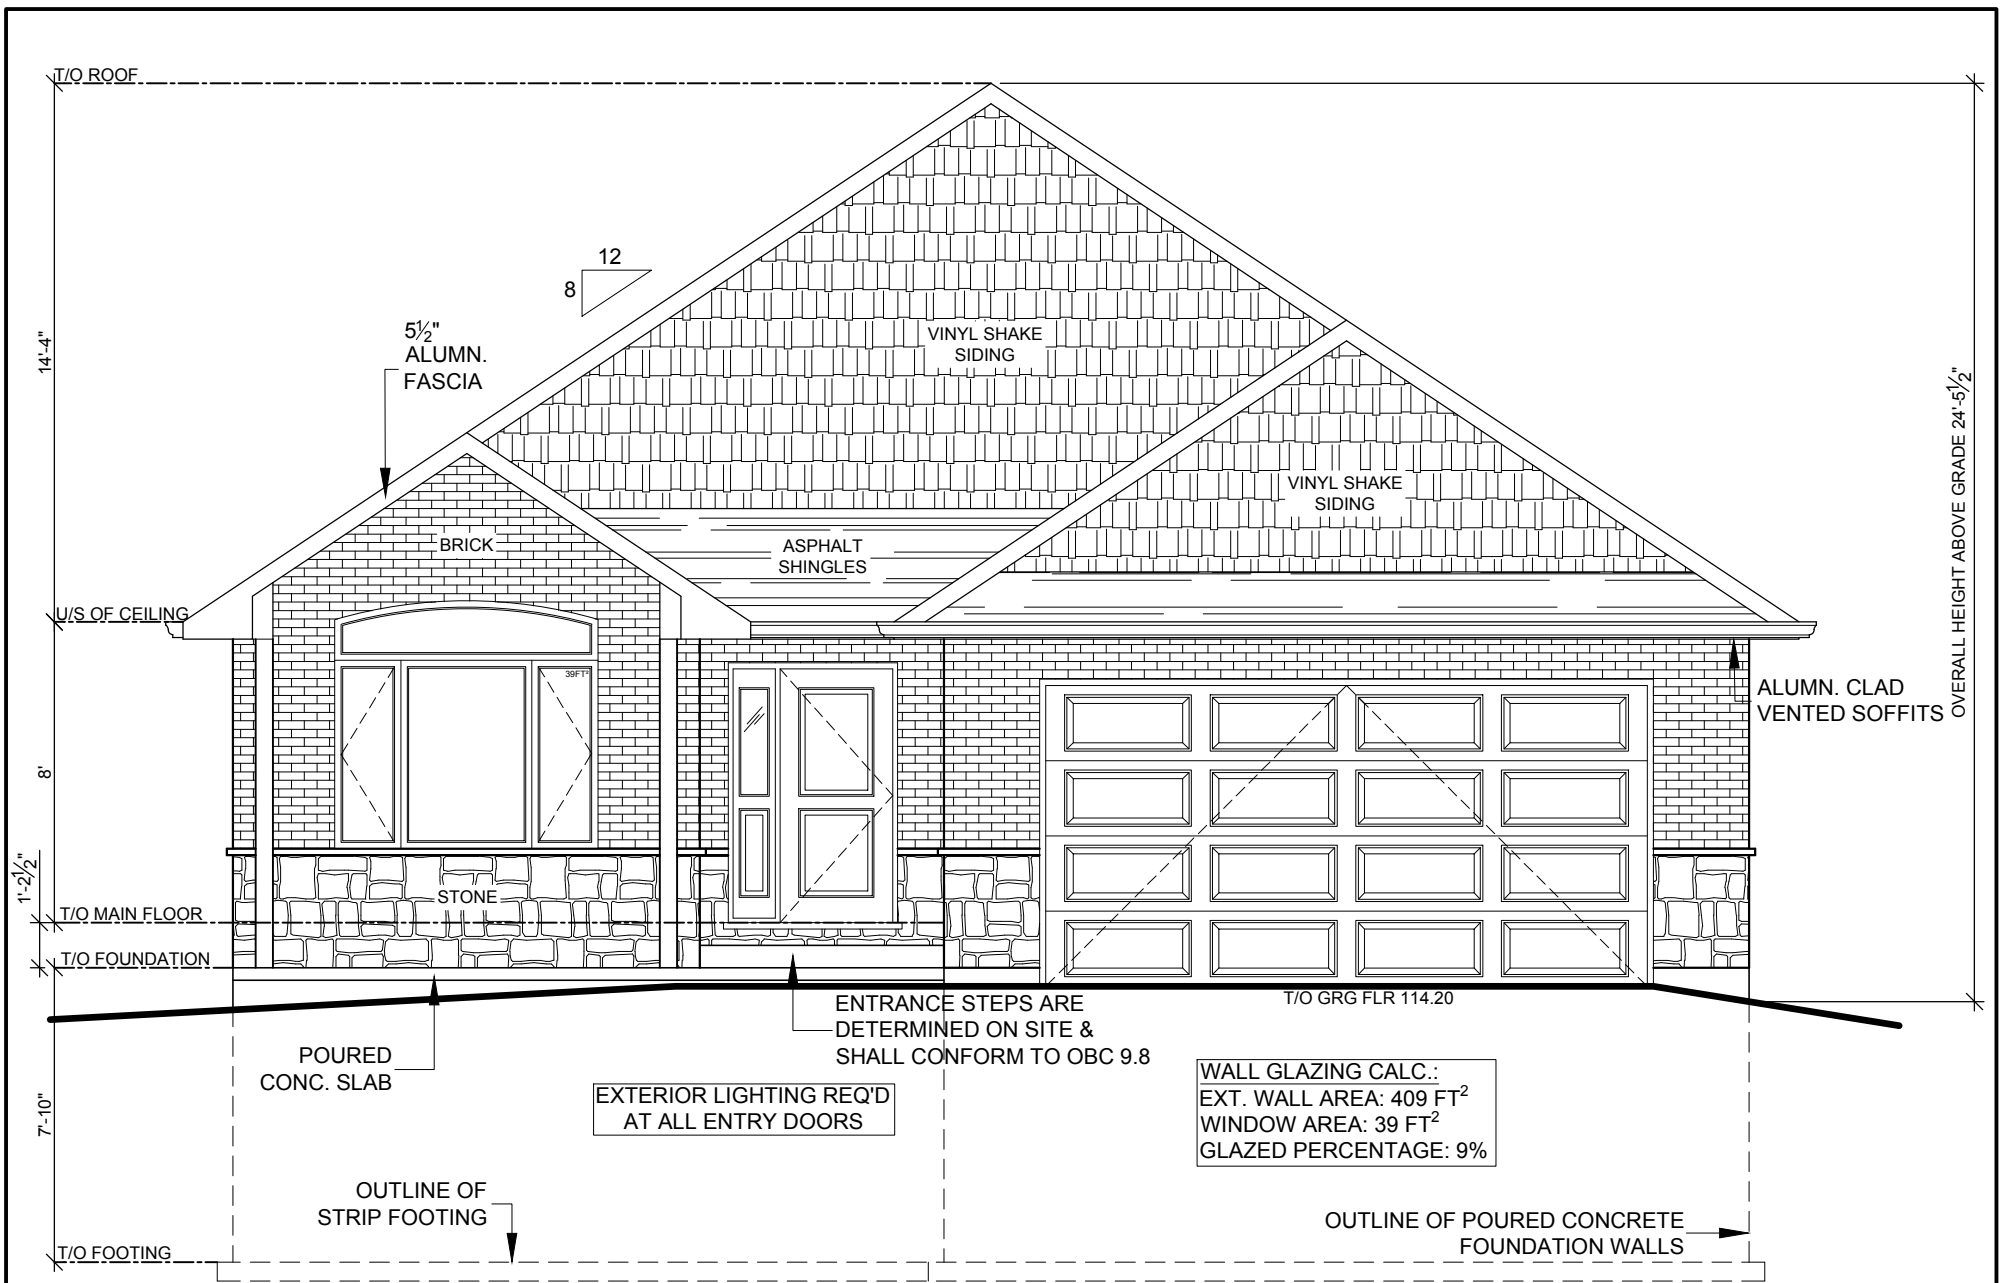 T/O ROOF
12
8
5½"
ALUMN.
FASCIA
14'-4"
VINYL SHAKE
SIDING
VINYL SHAKE
SIDING
OVERALL HEIGHT ABOVE GRADE 24'-5½"
BRICK
ASPHALT
SHINGLES
U/S OF CEILING
39FT²
ALUMN. CLAD
VENTED SOFFITS
8'
1'-2½"
STONE
T/O MAIN FLOOR
T/O FOUNDATION
ENTRANCE STEPS ARE
DETERMINED ON SITE &
SHALL CONFORM TO OBC 9.8
T/O GRG FLR 114.20
POURED
CONC. SLAB
EXTERIOR LIGHTING REQ'D
AT ALL ENTRY DOORS
WALL GLAZING CALC.:
EXT. WALL AREA: 409 FT²
WINDOW AREA: 39 FT²
GLAZED PERCENTAGE: 9%
7'-10"
OUTLINE OF
STRIP FOOTING
OUTLINE OF POURED CONCRETE
FOUNDATION WALLS
T/O FOOTING